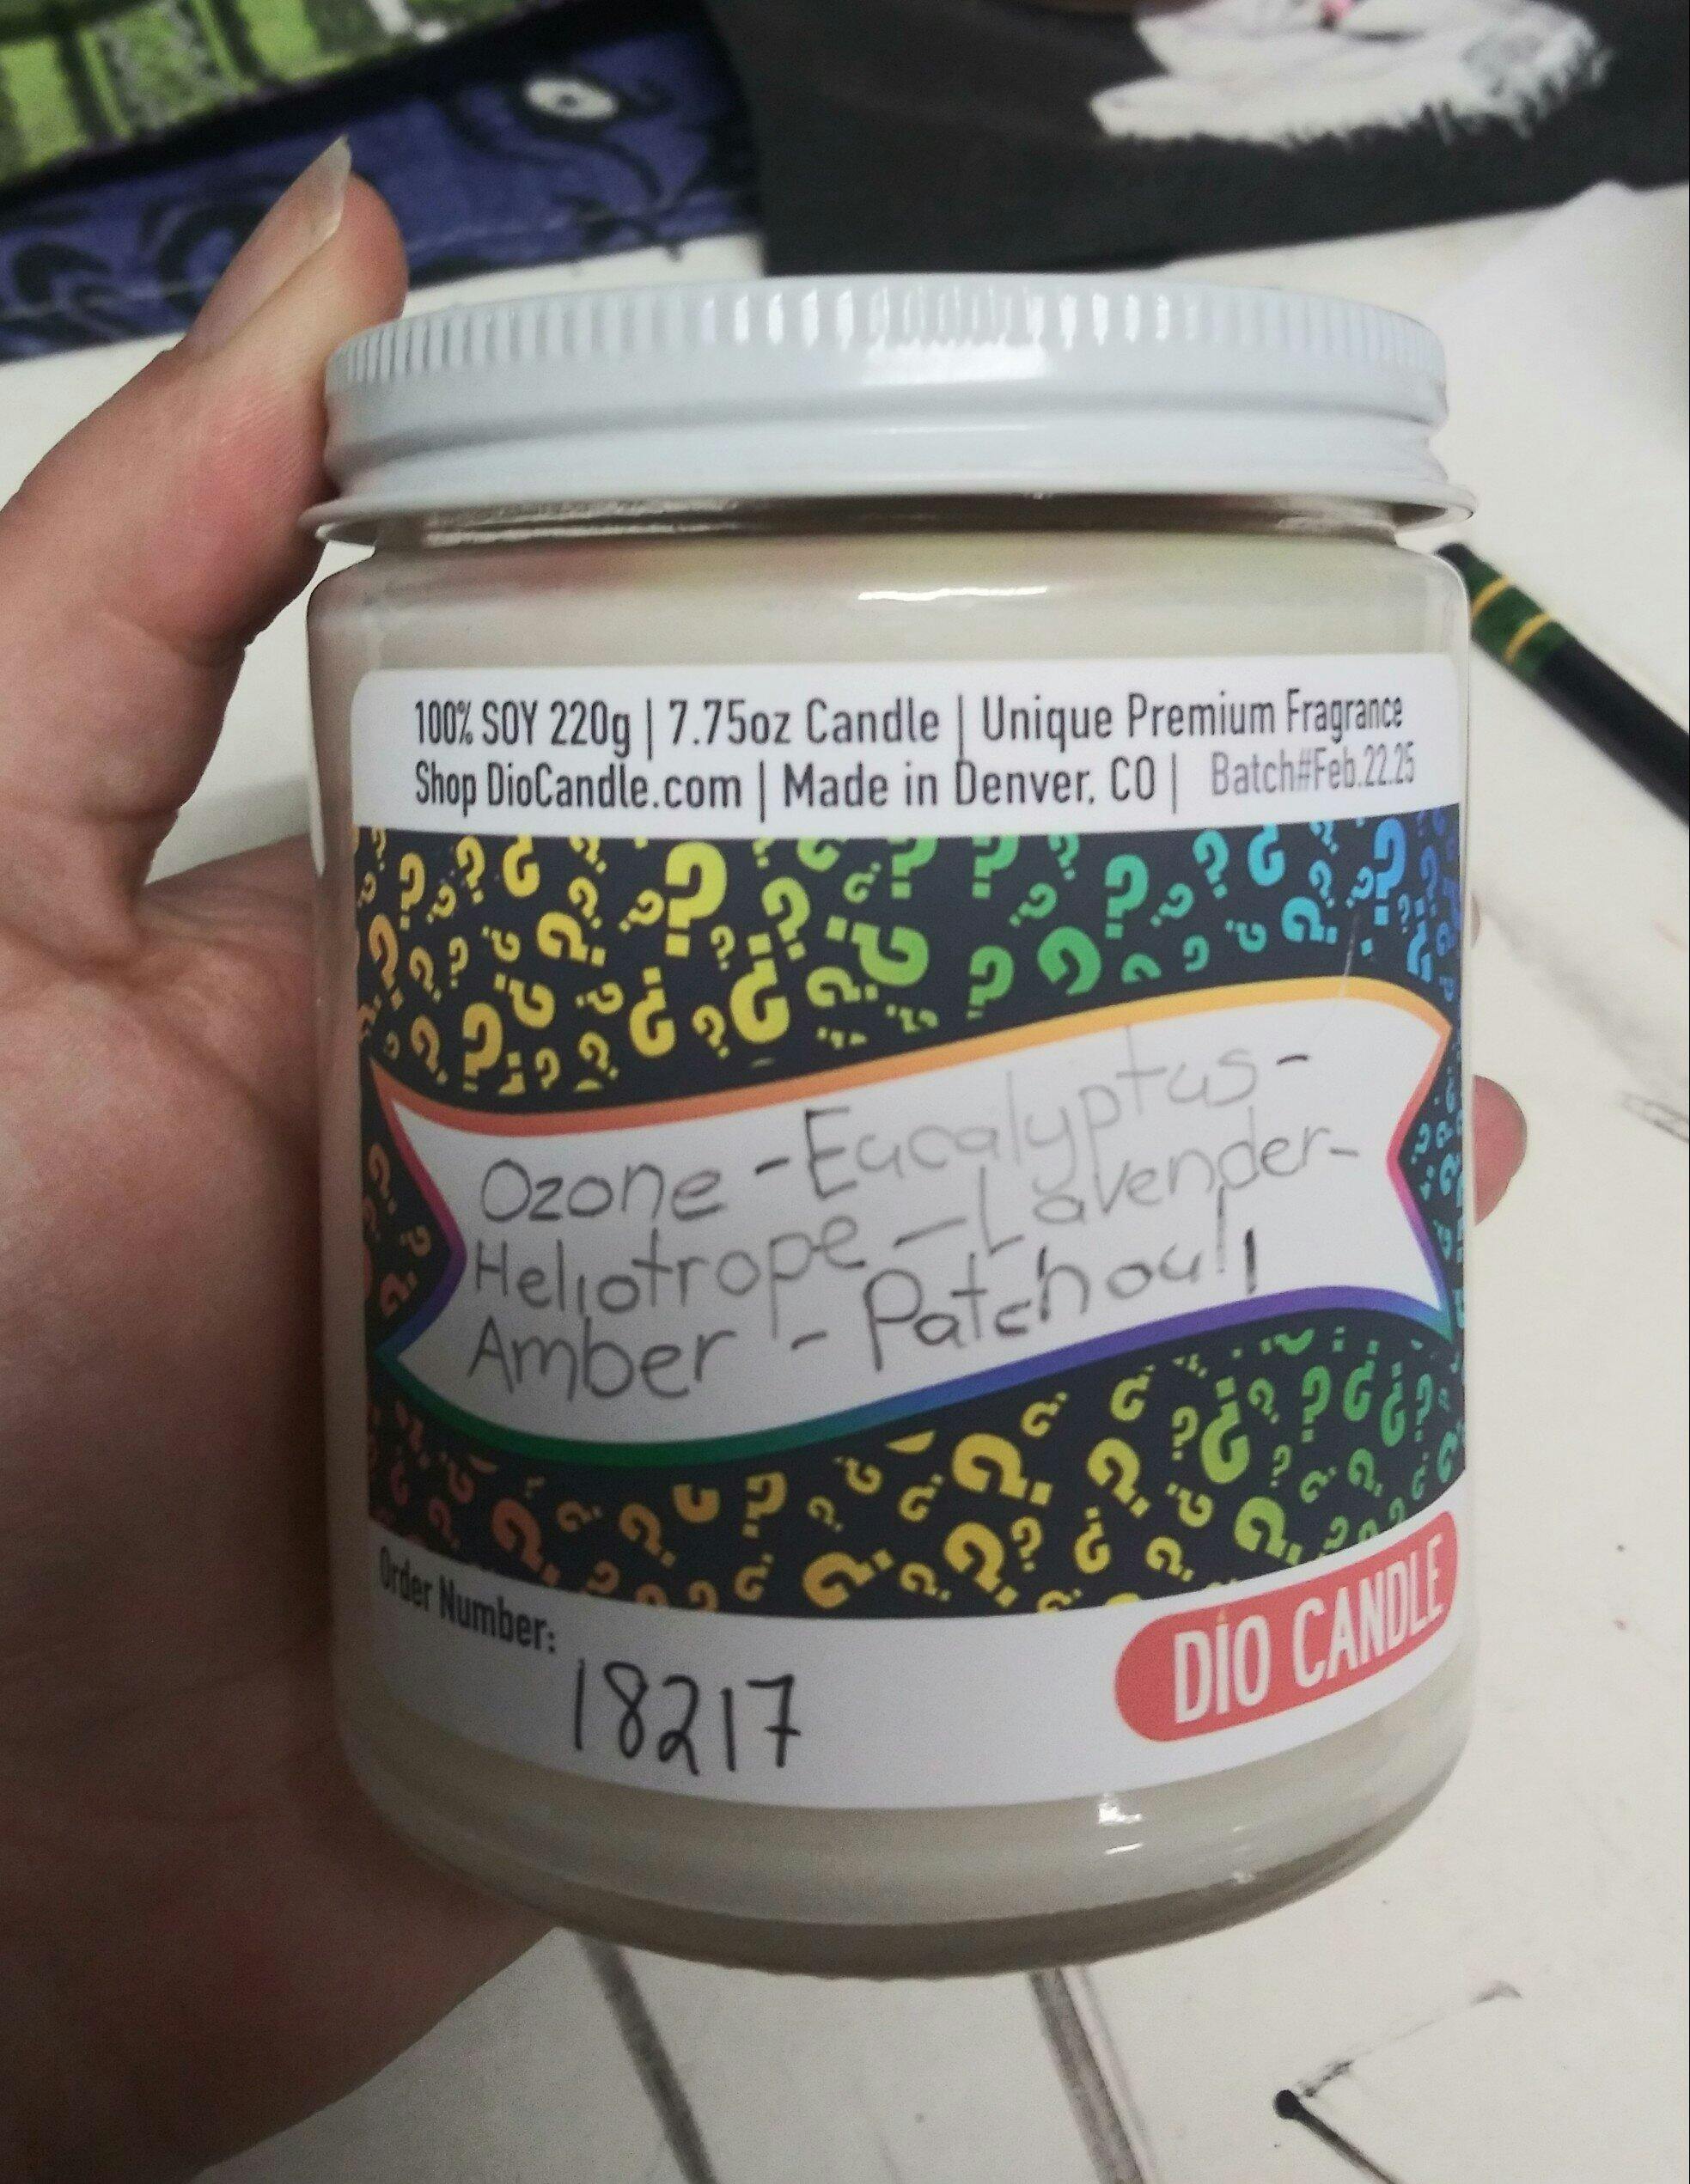 100% SOY 220g | 7.75oz Candle | Unique Premium Fragrance
Shop DioCandle.com | Made in Denver, CO | Batch#Feb.22.25
Ozone - Eucalyptus -
Heliotrope - Lavender -
Amber - Patchouli
Order Number:
18217
DIO CANDLE